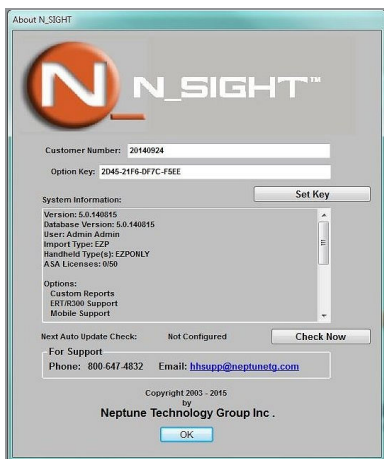 About N_SIGHT
N_
N_SIGHT™
Customer Number: 20140924
Option Key: 2D45-21F6-DF7C-F5EE
Set Key
System Information:
Version: 5.0.140815
Database Version: 5.0.140815
User: Admin Admin
Import Type: EZP
Handheld Type(s): EZPONLY
ASA Licenses: 0/50
Options:
Custom Reports
ERT/R300 Support
Mobile Support
Next Auto Update Check: Not Configured Check Now
For Support
Phone: 800-647-4832 Email: hhsupp@neptunetg.com
Copyright 2003 - 2015
by
Neptune Technology Group Inc .
OK